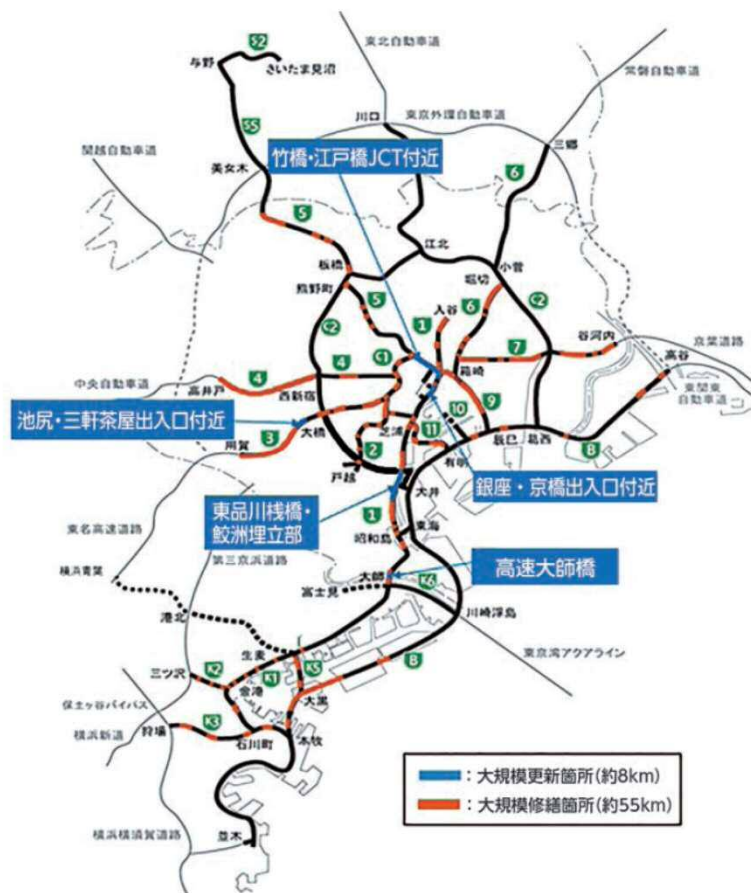 東北自動車道
S2
与野
さいたま見沼
常磐自動車道
川口
東京外環自動車道
S5
三郷
関越自動車道
竹橋・江戸橋JCT付近
美女木
6
5
江北
板橋
小菅
堀切
熊野町
5
入谷
6
C2
1
C2
谷河内
京葉道路
C1
7
高谷
4
箱崎
中央自動車道
4
東関東
自動車道
高井戸
西新宿
9
10
池尻・三軒茶屋出入口付近
芝浦
11
大橋
辰巳
葛西
3
2
B
用賀
有明
戸越
銀座・京橋出入口付近
大井
東品川桟橋・
鮫洲埋立部
1
東海
東名高速道路
昭和島
第三京浜道路
横浜青葉
大師
高速大師橋
K6
富士見
港北
川崎浮島
生麦
東京湾アクアライン
K5
三ツ沢
K2
K1
B
金港
大黒
保土ヶ谷バイパス
K3
狩場
横浜新道
石川町
本牧
:大規模更新箇所(約8km)
:大規模修繕箇所(約55km)
横浜横須賀道路
並木